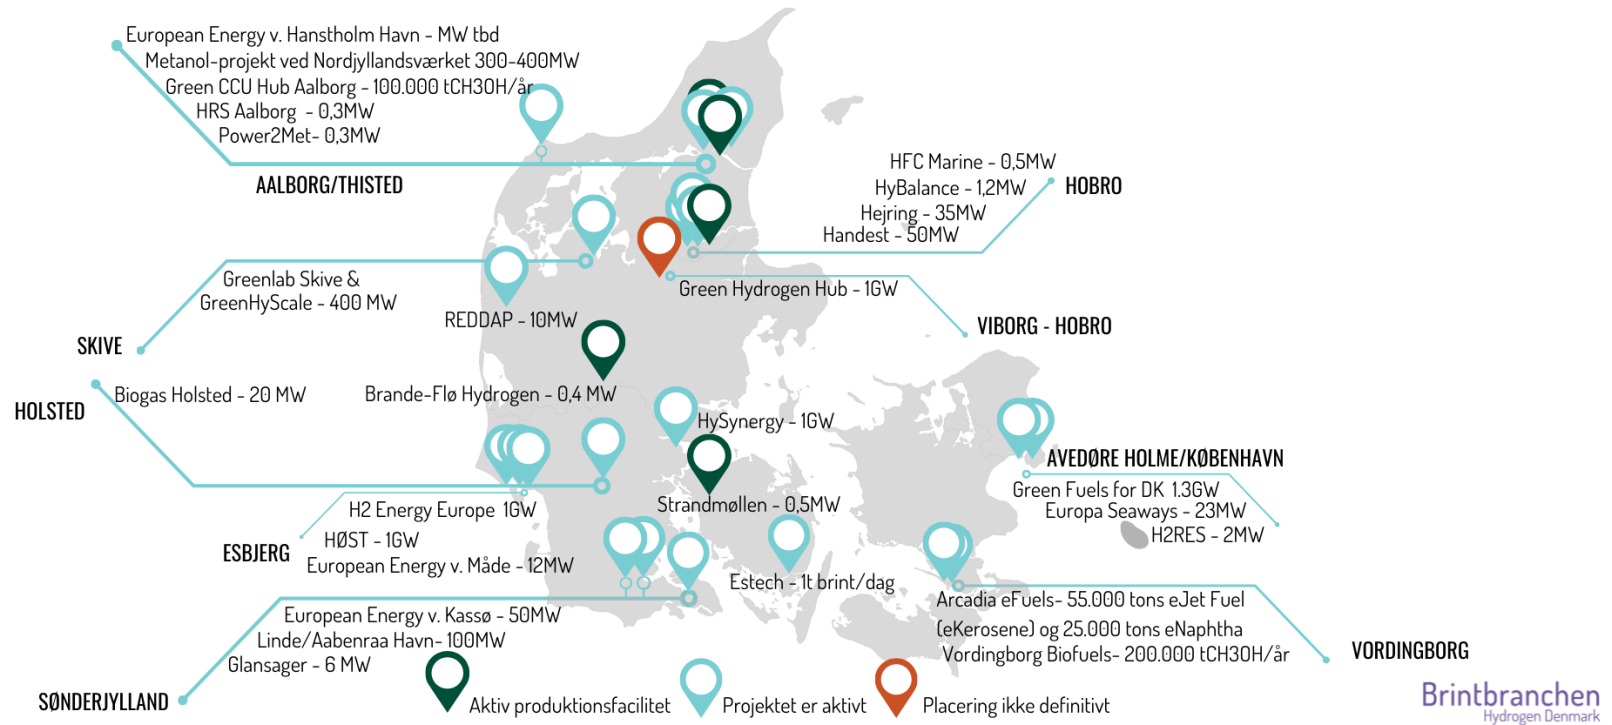 European Energy v. Hanstholm Havn - MW tbd
Metanol-projekt ved Nordjyllandsværket 300-400MW
Green CCU Hub Aalborg - 100.000 tCH3OH/år
HRS Aalborg - 0,3MW
Power2Met- 0,3MW
AALBORG/THISTED
HFC Marine - 0,5MW
HyBalance - 1,2MW
Hejring - 35MW
Handest - 50MW
HOBRO
Greenlab Skive &
GreenHyScale - 400 MW
SKIVE
Green Hydrogen Hub - 1GW
VIBORG - HOBRO
REDDAP - 10MW
Biogas Holsted - 20 MW
HOLSTED
Brande-Flø Hydrogen - 0,4 MW
HySynergy - 1GW
Strandmøllen - 0,5MW
AVEDØRE HOLME/KØBENHAVN
Green Fuels for DK 1.3GW
Europa Seaways - 23MW
H2RES - 2MW
H2 Energy Europe 1GW
HØST - 1GW
European Energy v. Måde - 12MW
ESBJERG
Estech - 1t brint/dag
European Energy v. Kassø - 50MW
Linde/Aabenraa Havn- 100MW
Glansager - 6 MW
SØNDERJYLLAND
Arcadia eFuels- 55.000 tons eJet Fuel
(eKerosene) og 25.000 tons eNaphtha
Vordingborg Biofuels- 200.000 tCH3OH/år
VORDINGBORG
Aktiv produktionsfacilitet
Projektet er aktivt
Placering ikke definitivt
Brintbranchen
Hydrogen Denmark